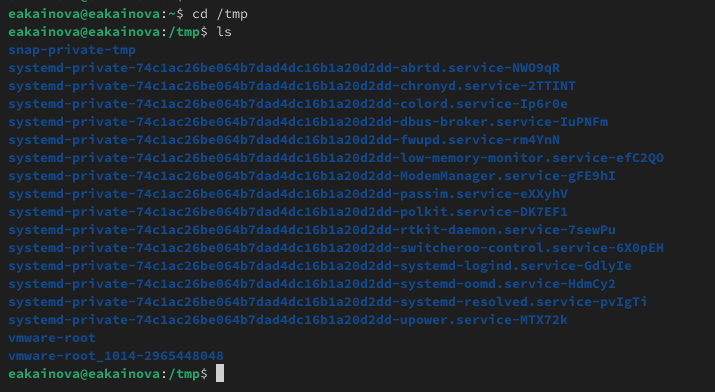 eakainova@eakainova:~$ cd /tmp
eakainova@eakainova:/tmp$ ls
snap-private-tmp
systemd-private-74c1ac26be064b7dad4dc16b1a20d2dd-abrtd.service-NWO9qR
systemd-private-74c1ac26be064b7dad4dc16b1a20d2dd-chronyd.service-2TTINT
systemd-private-74c1ac26be064b7dad4dc16b1a20d2dd-colord.service-Ip6r0e
systemd-private-74c1ac26be064b7dad4dc16b1a20d2dd-dbus-broker.service-IuPNFm
systemd-private-74c1ac26be064b7dad4dc16b1a20d2dd-fwupd.service-rm4YnN
systemd-private-74c1ac26be064b7dad4dc16b1a20d2dd-low-memory-monitor.service-efC2QO
systemd-private-74c1ac26be064b7dad4dc16b1a20d2dd-ModemManager.service-gFE9hI
systemd-private-74c1ac26be064b7dad4dc16b1a20d2dd-passim.service-eXXyhV
systemd-private-74c1ac26be064b7dad4dc16b1a20d2dd-polkit.service-DK7EF1
systemd-private-74c1ac26be064b7dad4dc16b1a20d2dd-rtkit-daemon.service-7sewPu
systemd-private-74c1ac26be064b7dad4dc16b1a20d2dd-switcheroo-control.service-6X0pEH
systemd-private-74c1ac26be064b7dad4dc16b1a20d2dd-systemd-logind.service-GdlyIe
systemd-private-74c1ac26be064b7dad4dc16b1a20d2dd-systemd-oomd.service-HdmCy2
systemd-private-74c1ac26be064b7dad4dc16b1a20d2dd-systemd-resolved.service-pvIgTi
systemd-private-74c1ac26be064b7dad4dc16b1a20d2dd-upower.service-MTX72k
vmware-root
vmware-root_1014-2965448048
eakainova@eakainova:/tmp$